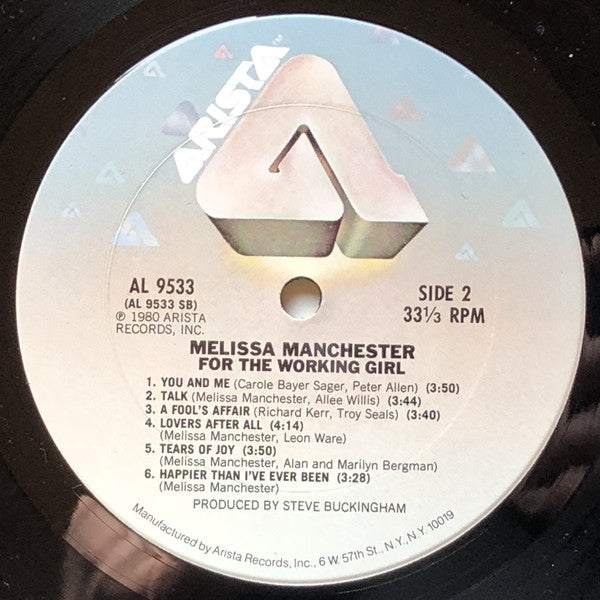 ARISTA™
AL 9533
(AL 9533 SB)
℗ 1980 ARISTA
RECORDS, INC.
SIDE 2
33⅓ RPM
MELISSA MANCHESTER
FOR THE WORKING GIRL
1. YOU AND ME (Carole Bayer Sager, Peter Allen) (3:50)
2. TALK (Melissa Manchester, Allee Willis) (3:44)
3. A FOOL'S AFFAIR (Richard Kerr, Troy Seals) (3:40)
4. LOVERS AFTER ALL (4:14)
(Melissa Manchester, Leon Ware)
5. TEARS OF JOY (3:50)
(Melissa Manchester, Alan and Marilyn Bergman)
6. HAPPIER THAN I'VE EVER BEEN (3:28)
(Melissa Manchester)
PRODUCED BY STEVE BUCKINGHAM
Manufactured by Arista Records, Inc., 6 W. 57th St., N.Y., N.Y. 10019